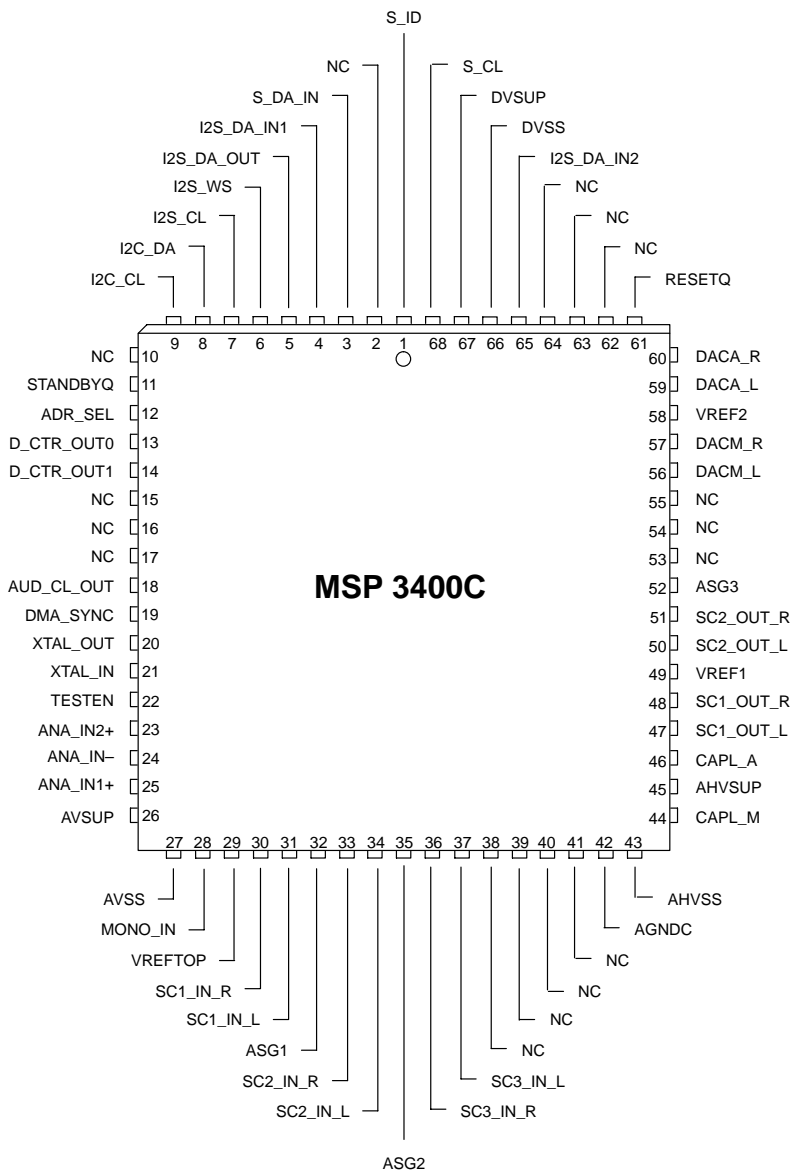 S_ID
NC
S_CL
S_DA_IN
DVSUP
I2S_DA_IN1
DVSS
I2S_DA_OUT
I2S_DA_IN2
I2S_WS
NC
I2S_CL
NC
I2C_DA
NC
I2C_CL
RESETQ
9 8 7 6 5 4 3 2 1 68 67 66 65 64 63 62 61
NC 10
60 DACA_R
STANDBYQ 11
59 DACA_L
ADR_SEL 12
58 VREF2
D_CTR_OUT0 13
57 DACM_R
D_CTR_OUT1 14
56 DACM_L
NC 15
55 NC
NC 16
54 NC
NC 17
53 NC
MSP 3400C
AUD_CL_OUT 18
52 ASG3
DMA_SYNC 19
51 SC2_OUT_R
XTAL_OUT 20
50 SC2_OUT_L
XTAL_IN 21
49 VREF1
TESTEN 22
48 SC1_OUT_R
ANA_IN2+ 23
47 SC1_OUT_L
ANA_IN– 24
46 CAPL_A
ANA_IN1+ 25
45 AHVSUP
AVSUP 26
44 CAPL_M
27 28 29 30 31 32 33 34 35 36 37 38 39 40 41 42 43
AVSS
AHVSS
MONO_IN
AGNDC
VREFTOP
NC
SC1_IN_R
NC
SC1_IN_L
NC
ASG1
NC
SC2_IN_R
SC3_IN_L
SC2_IN_L
SC3_IN_R
ASG2